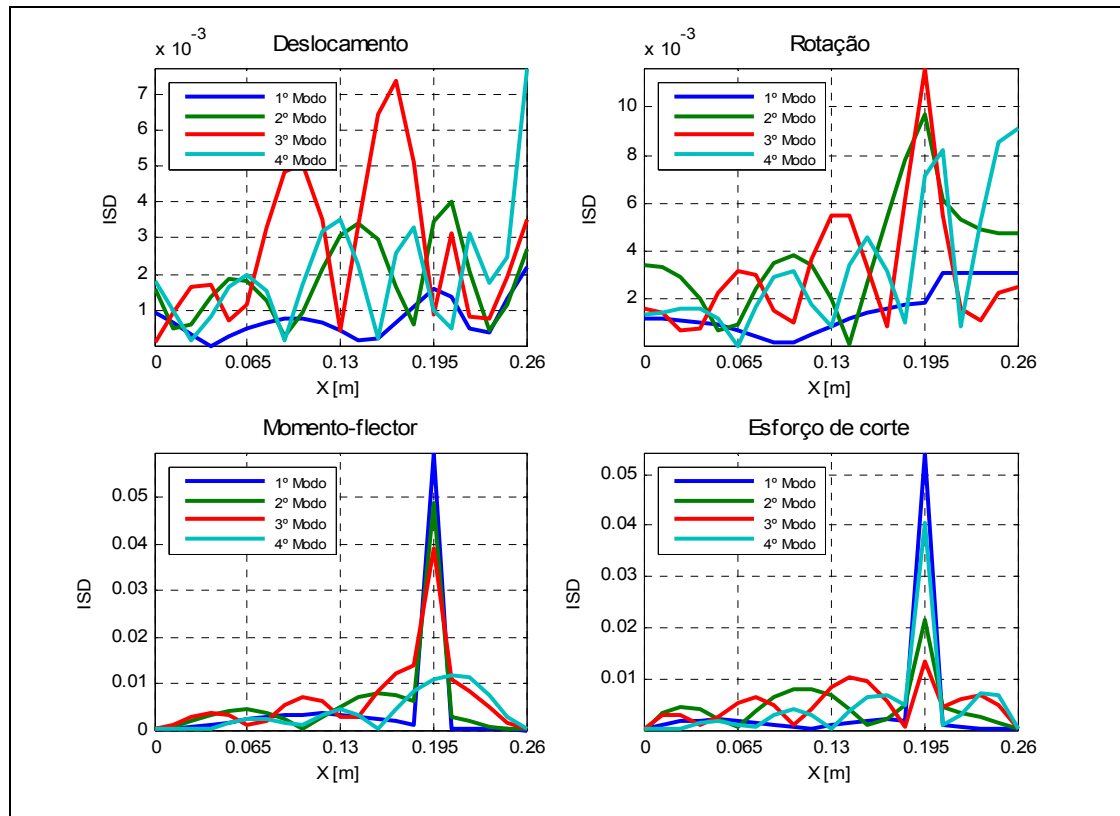 x 10⁻³
Deslocamento
7
6
5
4
3
2
1
ISD
1º Modo
2º Modo
3º Modo
4º Modo
0
0.065
0.13
0.195
0.26
X [m]
x 10⁻³
Rotação
10
8
6
4
2
ISD
1º Modo
2º Modo
3º Modo
4º Modo
0
0.065
0.13
0.195
0.26
X [m]
Momento-flector
0.05
0.04
0.03
0.02
0.01
0
ISD
1º Modo
2º Modo
3º Modo
4º Modo
0
0.065
0.13
0.195
0.26
X [m]
Esforço de corte
0.05
0.04
0.03
0.02
0.01
0
ISD
1º Modo
2º Modo
3º Modo
4º Modo
0
0.065
0.13
0.195
0.26
X [m]